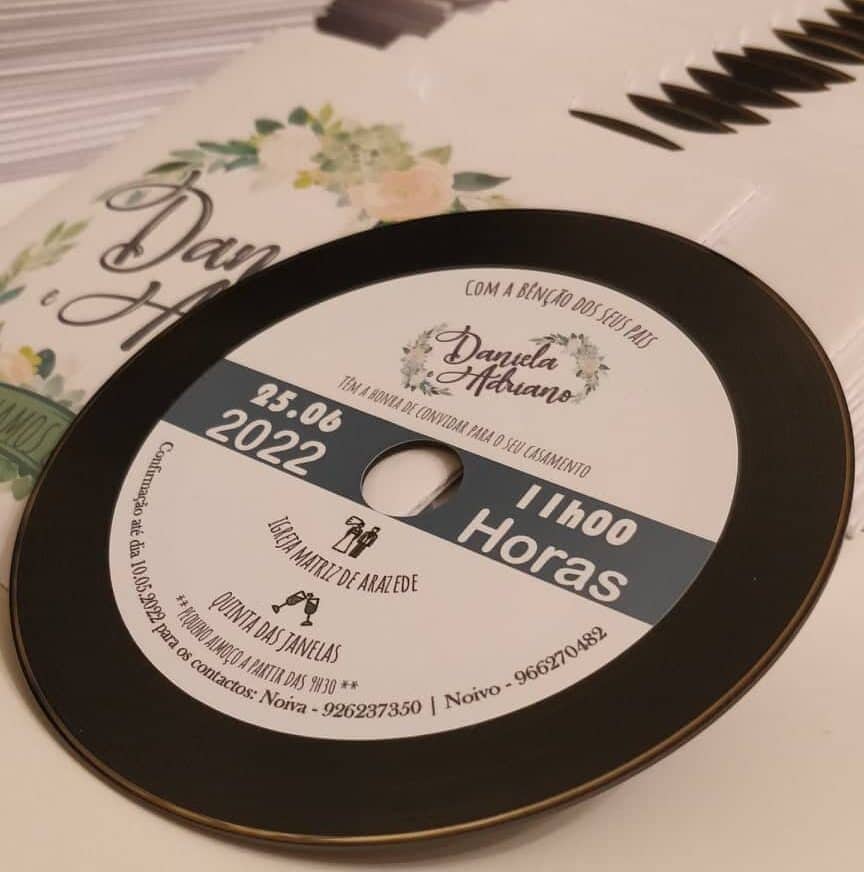 Dan
e
AMOS
COM A BÊNÇÃO DOS SEUS PAIS
Daniela
e Adriano
TÊM A HONRA DE CONVIDAR PARA O SEU CASAMENTO
25.06
2022
11h00
Horas
IGREJA MATRIZ DE ARAZEDE
QUINTA DAS JANELAS
** PEQUENO ALMOÇO A PARTIR DAS 9H30 **
Confirmação até dia 10.05.2022 para os contactos: Noiva - 926237350 | Noivo - 966270482